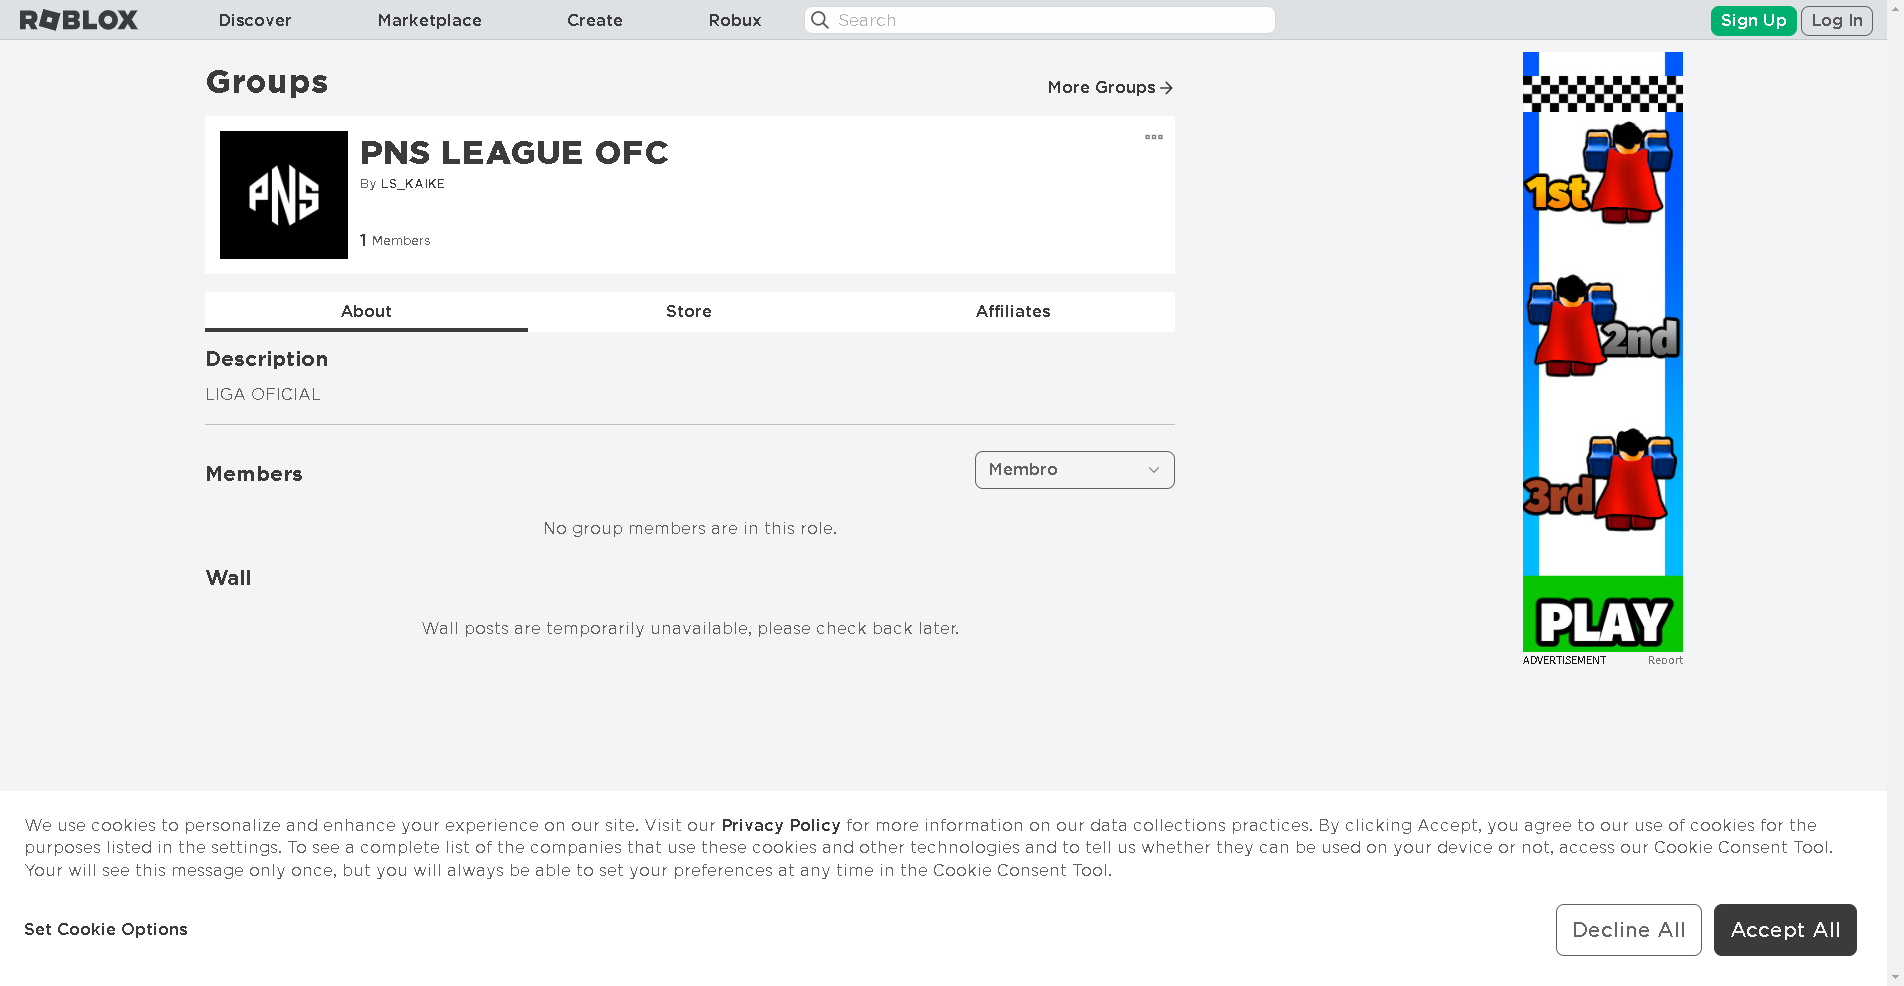 ROBLOX
Discover
Marketplace
Create
Robux
Search
Sign Up
Log In
Groups
More Groups
PNS
PNS LEAGUE OFC
By LS_KAIKE
1 Members
About
Store
Affiliates
Description
LIGA OFICIAL
Members
Membro
No group members are in this role.
Wall
Wall posts are temporarily unavailable, please check back later.
1st
2nd
3rd
PLAY
ADVERTISEMENT
Report
We use cookies to personalize and enhance your experience on our site. Visit our Privacy Policy for more information on our data collections practices. By clicking Accept, you agree to our use of cookies for the
purposes listed in the settings. To see a complete list of the companies that use these cookies and other technologies and to tell us whether they can be used on your device or not, access our Cookie Consent Tool.
Your will see this message only once, but you will always be able to set your preferences at any time in the Cookie Consent Tool.
Set Cookie Options
Decline All
Accept All